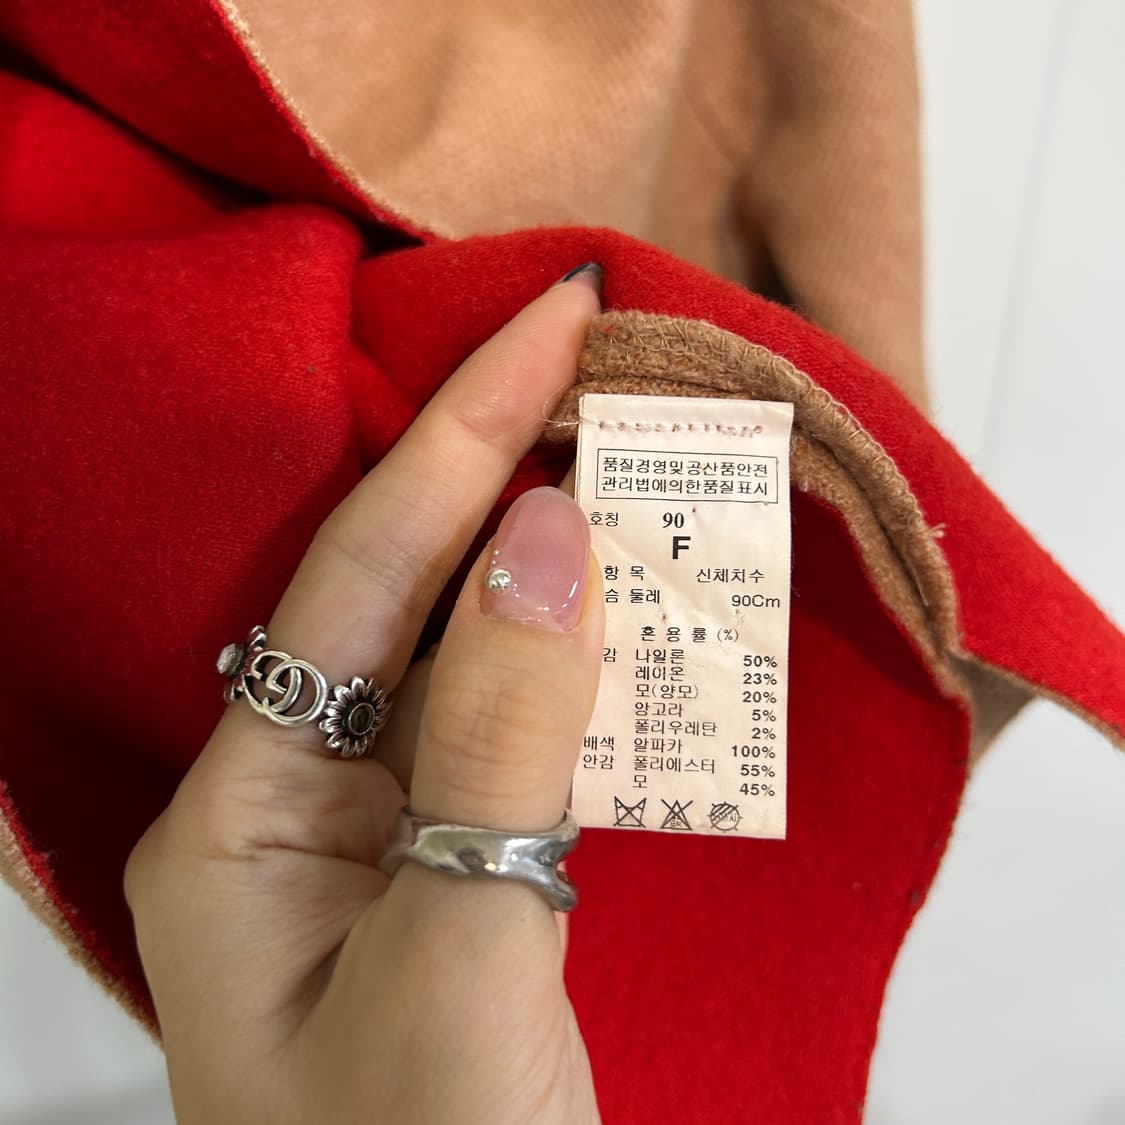 품질경영및공산품안전
관리법에의한품질표시
호칭 90
F
항 목 신체치수
슴 둘레 90Cm
혼 용 률 (%)
감 나일론 50%
레이온 23%
모(양모) 20%
앙고라 5%
폴리우레탄 2%
배색 알파카 100%
안감 폴리에스터 55%
모 45%